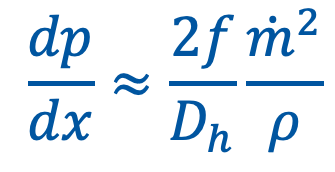 dp/dx ≈ 2f/D_h ṁ²/ρ